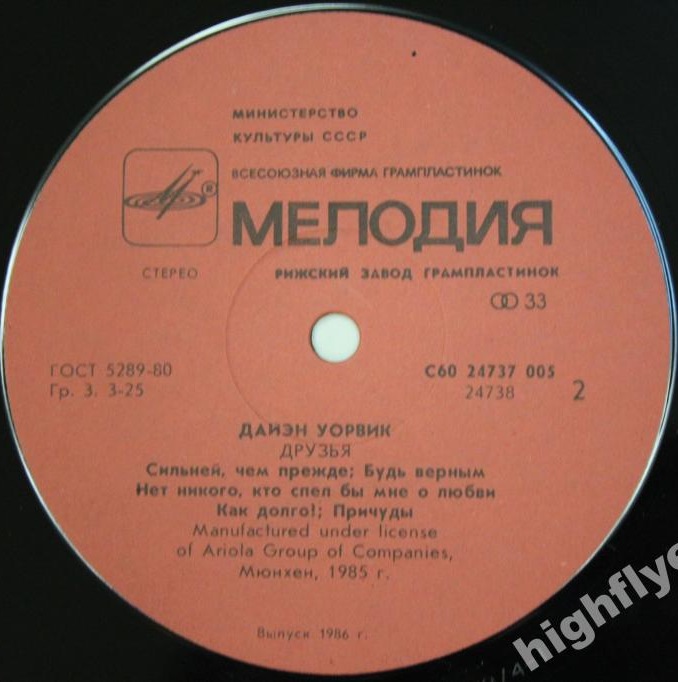 МИНИСТЕРСТВО
КУЛЬТУРЫ СССР
ВСЕСОЮЗНАЯ ФИРМА ГРАМПЛАСТИНОК
®
МЕЛОДИЯ
СТЕРЕО
РИЖСКИЙ ЗАВОД ГРАМПЛАСТИНОК
33
ГОСТ 5289-80
Гр. 3. 3-25
С60 24737 005
24738
2
ДАЙЭН УОРВИК
ДРУЗЬЯ
Сильней, чем прежде; Будь верным
Нет никого, кто спел бы мне о любви
Как долго!; Причуды
Manufactured under license
of Ariola Group of Companies,
Мюнхен, 1985 г.
Выпуск 1986 г.
highflye